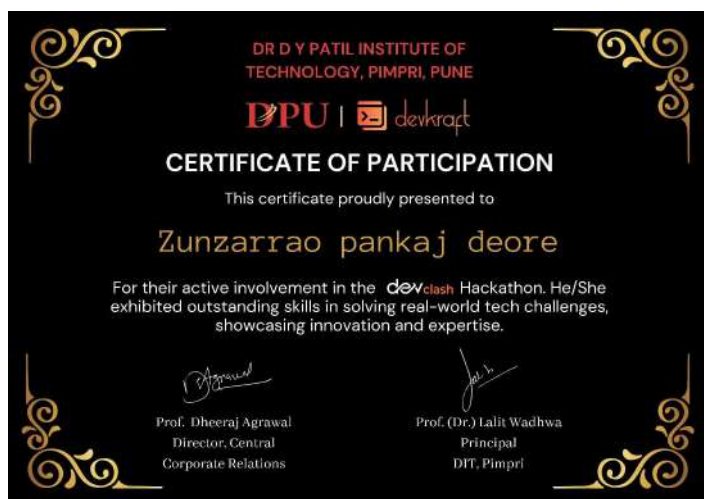 DR D Y PATIL INSTITUTE OF
TECHNOLOGY, PIMPRI, PUNE
DPU | devkraft
CERTIFICATE OF PARTICIPATION
This certificate proudly presented to
Zunzarrao pankaj deore
For their active involvement in the devclash Hackathon. He/She
exhibited outstanding skills in solving real-world tech challenges,
showcasing innovation and expertise.
Prof. Dheeraj Agrawal
Director, Central
Corporate Relations
Prof. (Dr.) Lalit Wadhwa
Principal
DIT, Pimpri